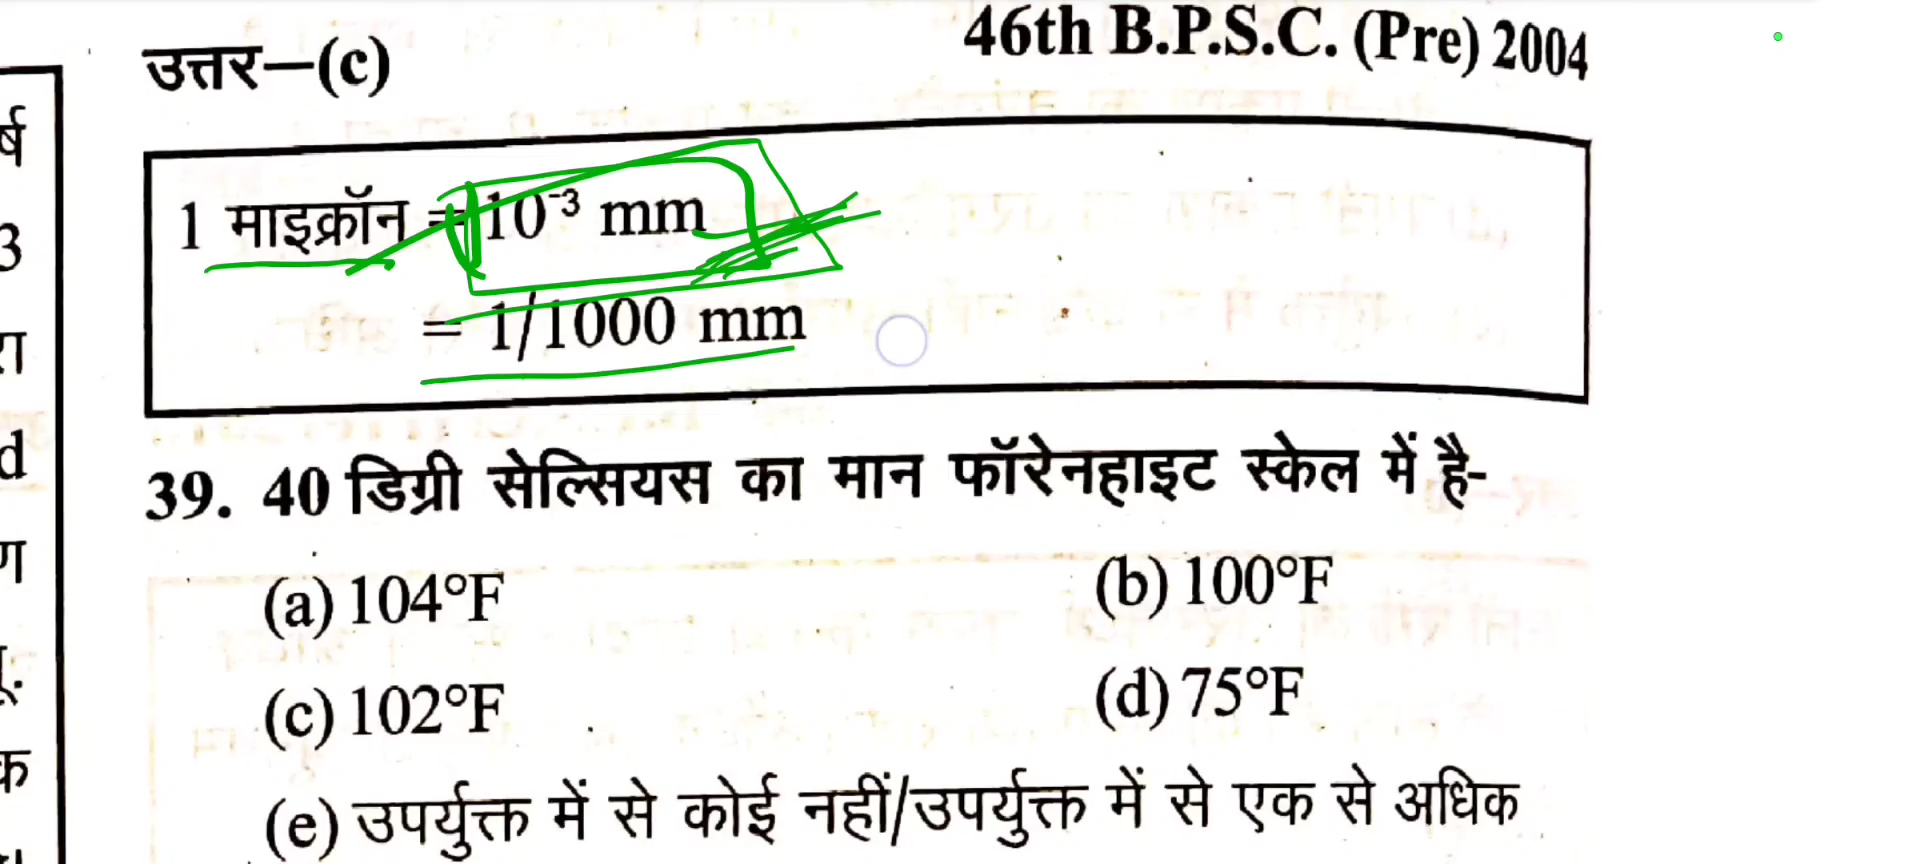 उत्तर—(c)
46th B.P.S.C. (Pre) 2004
1 माइक्रॉन = 10⁻³ mm
= 1/1000 mm
39. 40 डिग्री सेल्सियस का मान फॉरेनहाइट स्केल में है-
(a) 104°F
(b) 100°F
(c) 102°F
(d) 75°F
(e) उपर्युक्त में से कोई नहीं/उपर्युक्त में से एक से अधिक
र्ष
3
रा
d
ण
क